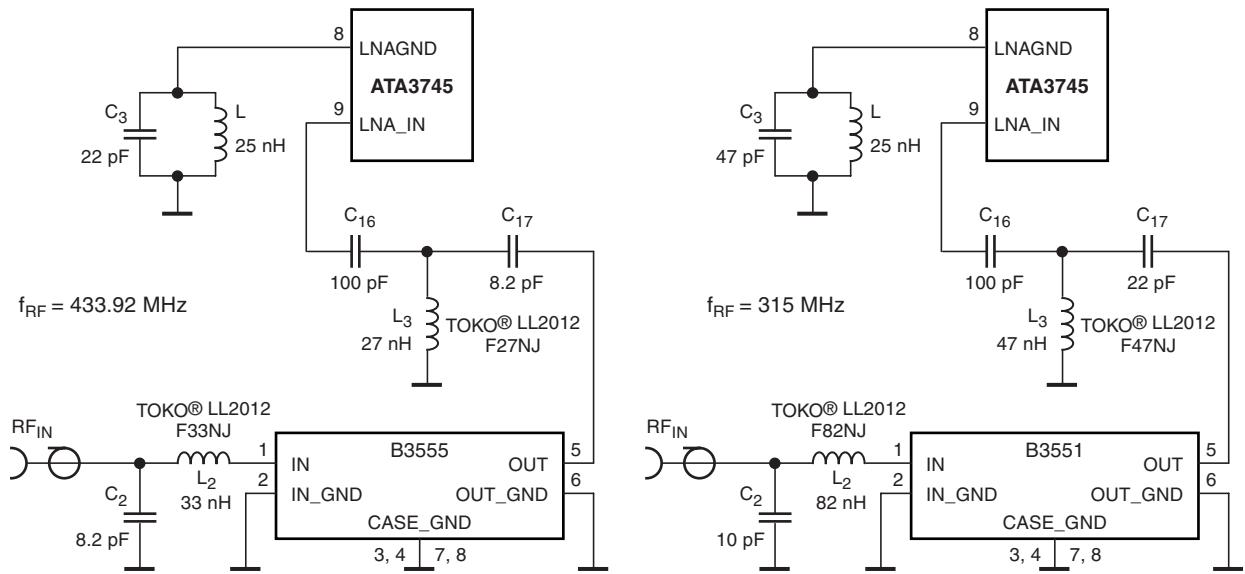 8
LNAGND
ATA3745
9
LNA_IN
C3
22 pF
L
25 nH
C16
100 pF
C17
8.2 pF
fRF = 433.92 MHz
L3
27 nH
TOKO® LL2012
F27NJ
RFIN
C2
8.2 pF
TOKO® LL2012
F33NJ
L2
33 nH
1
2
B3555
IN
OUT
IN_GND
OUT_GND
CASE_GND
5
6
3, 4
7, 8
8
LNAGND
ATA3745
9
LNA_IN
C3
47 pF
L
25 nH
C16
100 pF
C17
22 pF
fRF = 315 MHz
L3
47 nH
TOKO® LL2012
F47NJ
RFIN
C2
10 pF
TOKO® LL2012
F82NJ
L2
82 nH
1
2
B3551
IN
OUT
IN_GND
OUT_GND
CASE_GND
5
6
3, 4
7, 8